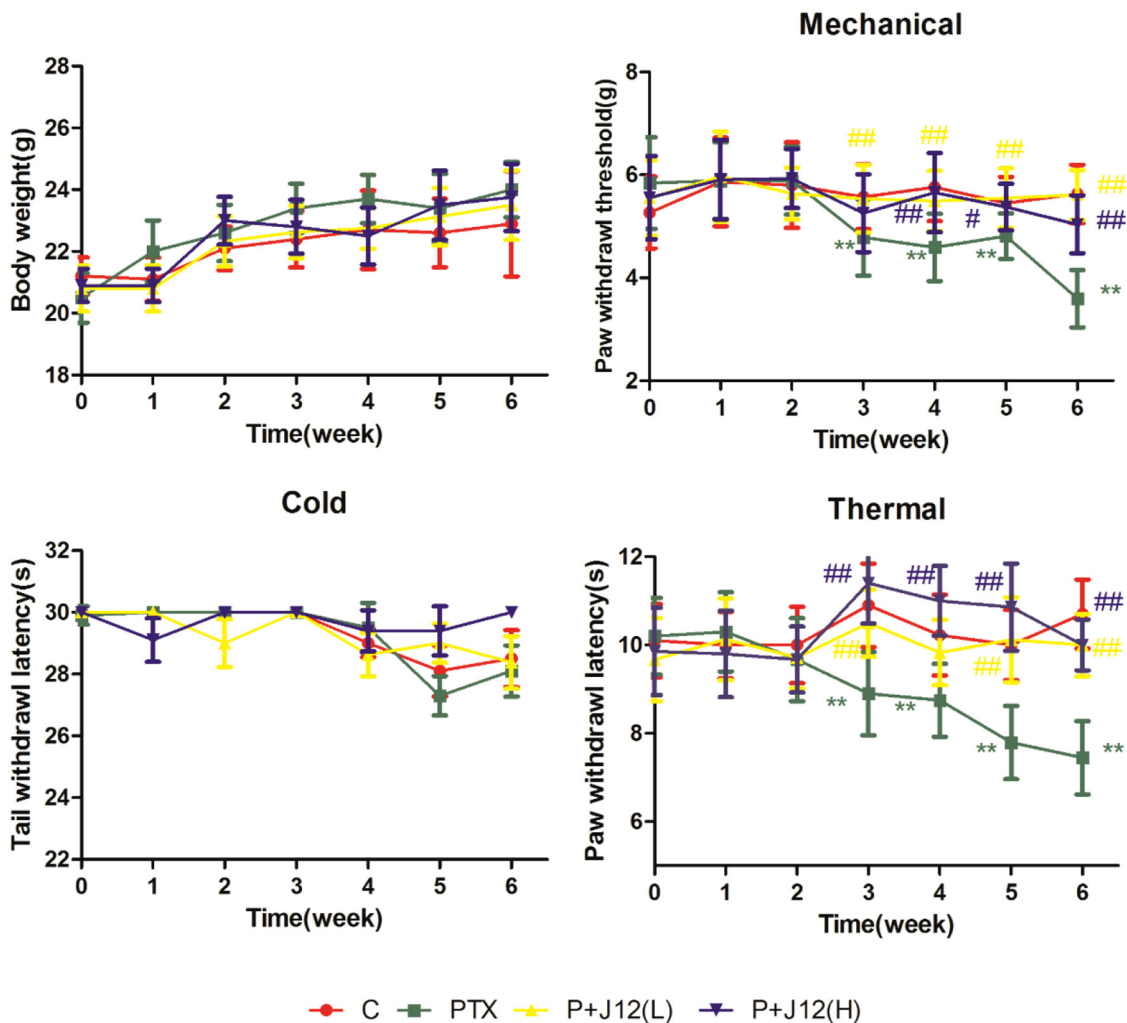 Body weight(g)
28
26
24
22
20
18
0 1 2 3 4 5 6
Time(week)
Mechanical
Paw withdrawl threshold(g)
8
6
4
2
## ## ## ##
## # ##
** ** ** **
0 1 2 3 4 5 6
Time(week)
Cold
Tail withdrawl latency(s)
32
30
28
26
24
22
0 1 2 3 4 5 6
Time(week)
Thermal
Paw withdrawl latency(s)
12
10
8
6
## ## ## ##
## ## ##
** ** ** **
0 1 2 3 4 5 6
Time(week)
C PTX P+J12(L) P+J12(H)